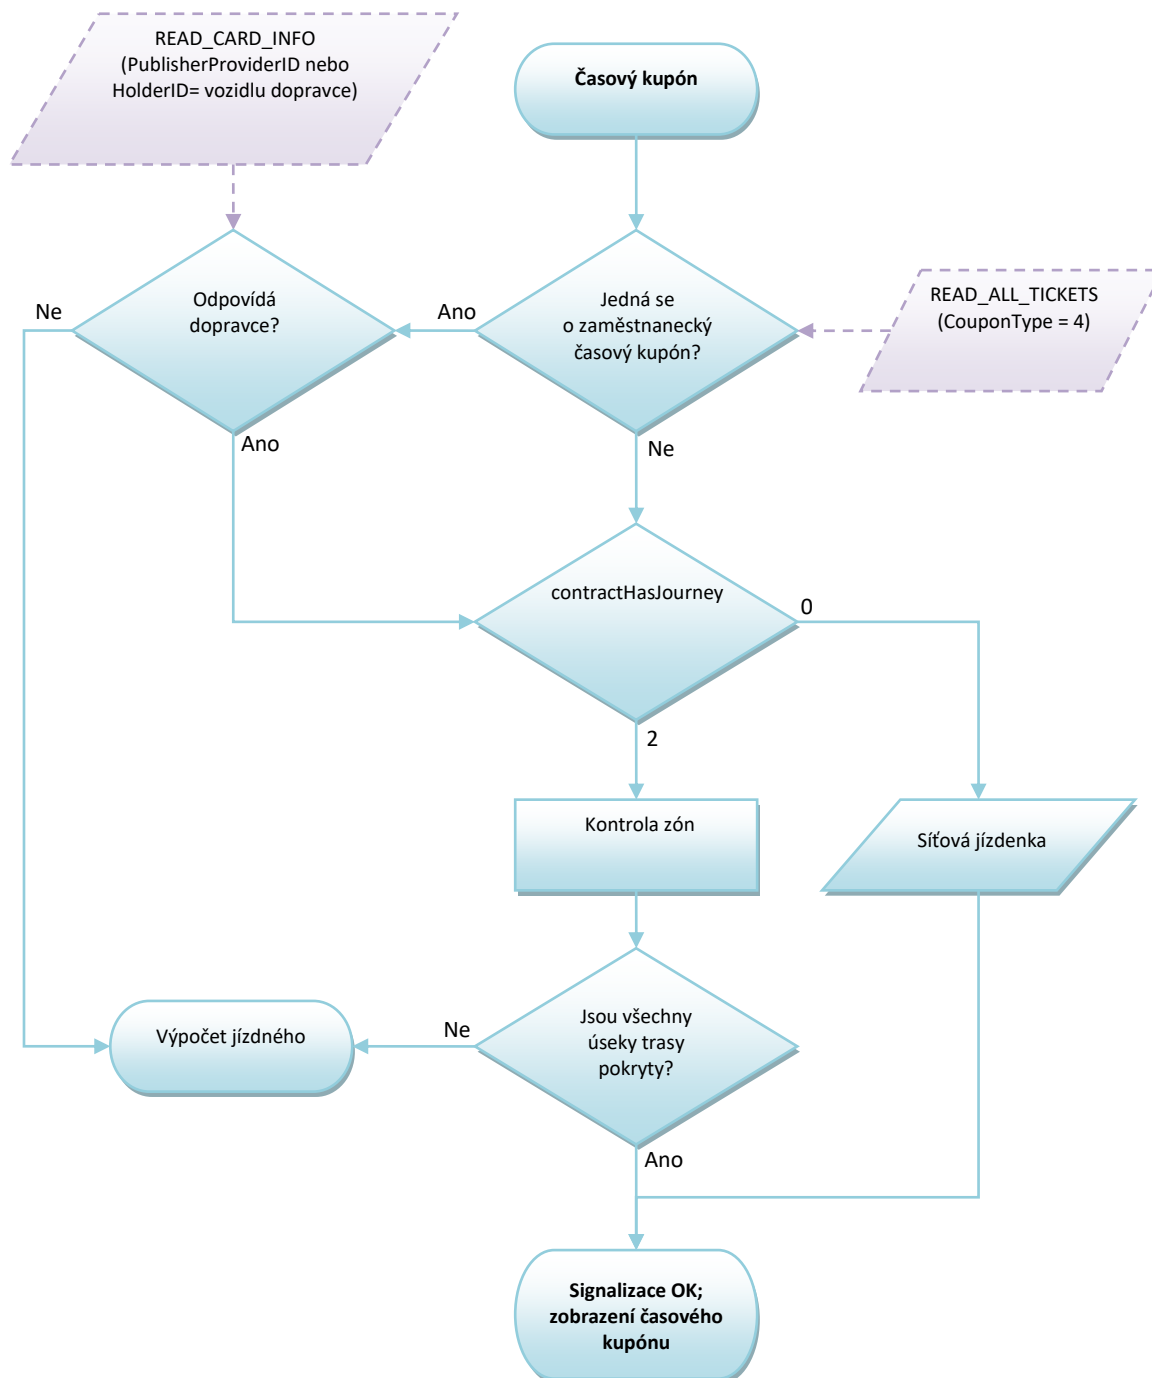 READ_CARD_INFO
(PublisherProviderID nebo
HolderID= vozidlu dopravce)
Časový kupón
Odpovídá
dopravce?
Ne
Ano
Jedná se
o zaměstnanecký
časový kupón?
READ_ALL_TICKETS
(CouponType = 4)
Ano
Ne
contractHasJourney
0
2
Kontrola zón
Síťová jízdenka
Výpočet jízdného
Ne
Jsou všechny
úseky trasy
pokryty?
Ano
Signalizace OK;
zobrazení časového
kupónu